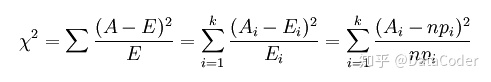 χ² = ∑ (A − E)² / E = ∑_{i=1}^{k} (A_i − E_i)² / E_i = ∑_{i=1}^{k} (A_i − np_i)² / np_i
知乎 @DataCoder